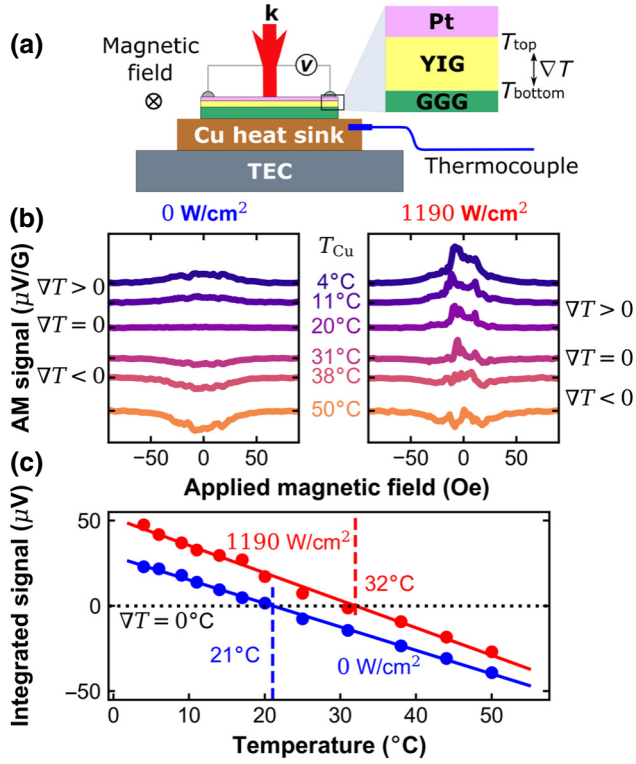 (a)
k
Magnetic
field
V
Pt
YIG
GGG
T_top
∇T
T_bottom
Cu heat sink
TEC
Thermocouple
(b)
0 W/cm²
1190 W/cm²
T_Cu
AM signal (μV/G)
∇T > 0
∇T = 0
∇T < 0
4°C
11°C
20°C
31°C
38°C
50°C
∇T > 0
∇T = 0
∇T < 0
−50 0 50
−50 0 50
Applied magnetic field (Oe)
(c)
Integrated signal (μV)
50
0
−50
1190 W/cm²
32°C
∇T = 0°C
21°C
0 W/cm²
0 10 20 30 40 50
Temperature (°C)